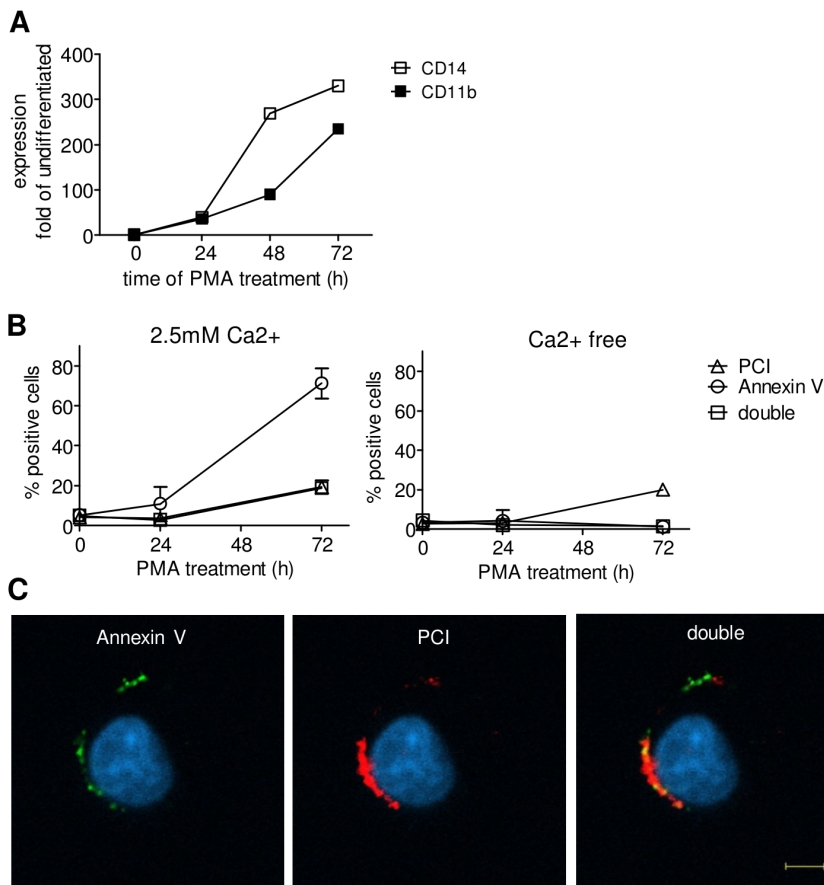 A
400
300
200
100
0
expression
fold of undifferentiated
0 24 48 72
time of PMA treatment (h)
CD14
CD11b
B
2.5mM Ca2+
80
60
40
20
0
% positive cells
0 24 48 72
PMA treatment (h)
Ca2+ free
80
60
40
20
0
% positive cells
0 24 48 72
PMA treatment (h)
PCI
Annexin V
double
C
Annexin V
PCI
double